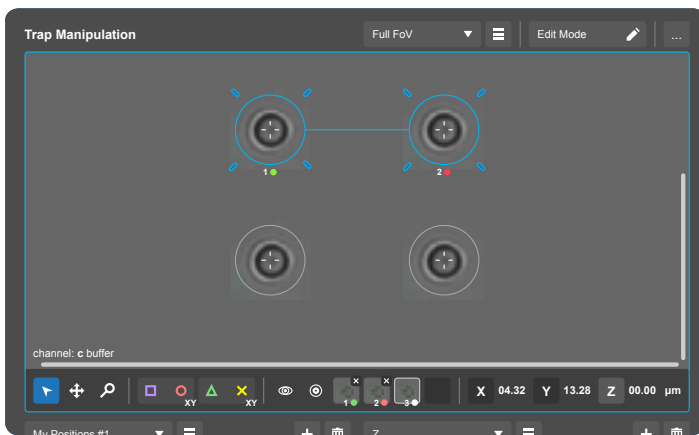 Trap Manipulation
Full FoV
Edit Mode
...
1
2
channel: c buffer
XY
XY
1
2
3
X 04.32 Y 13.28 Z 00.00 µm
My Positions #1
Z